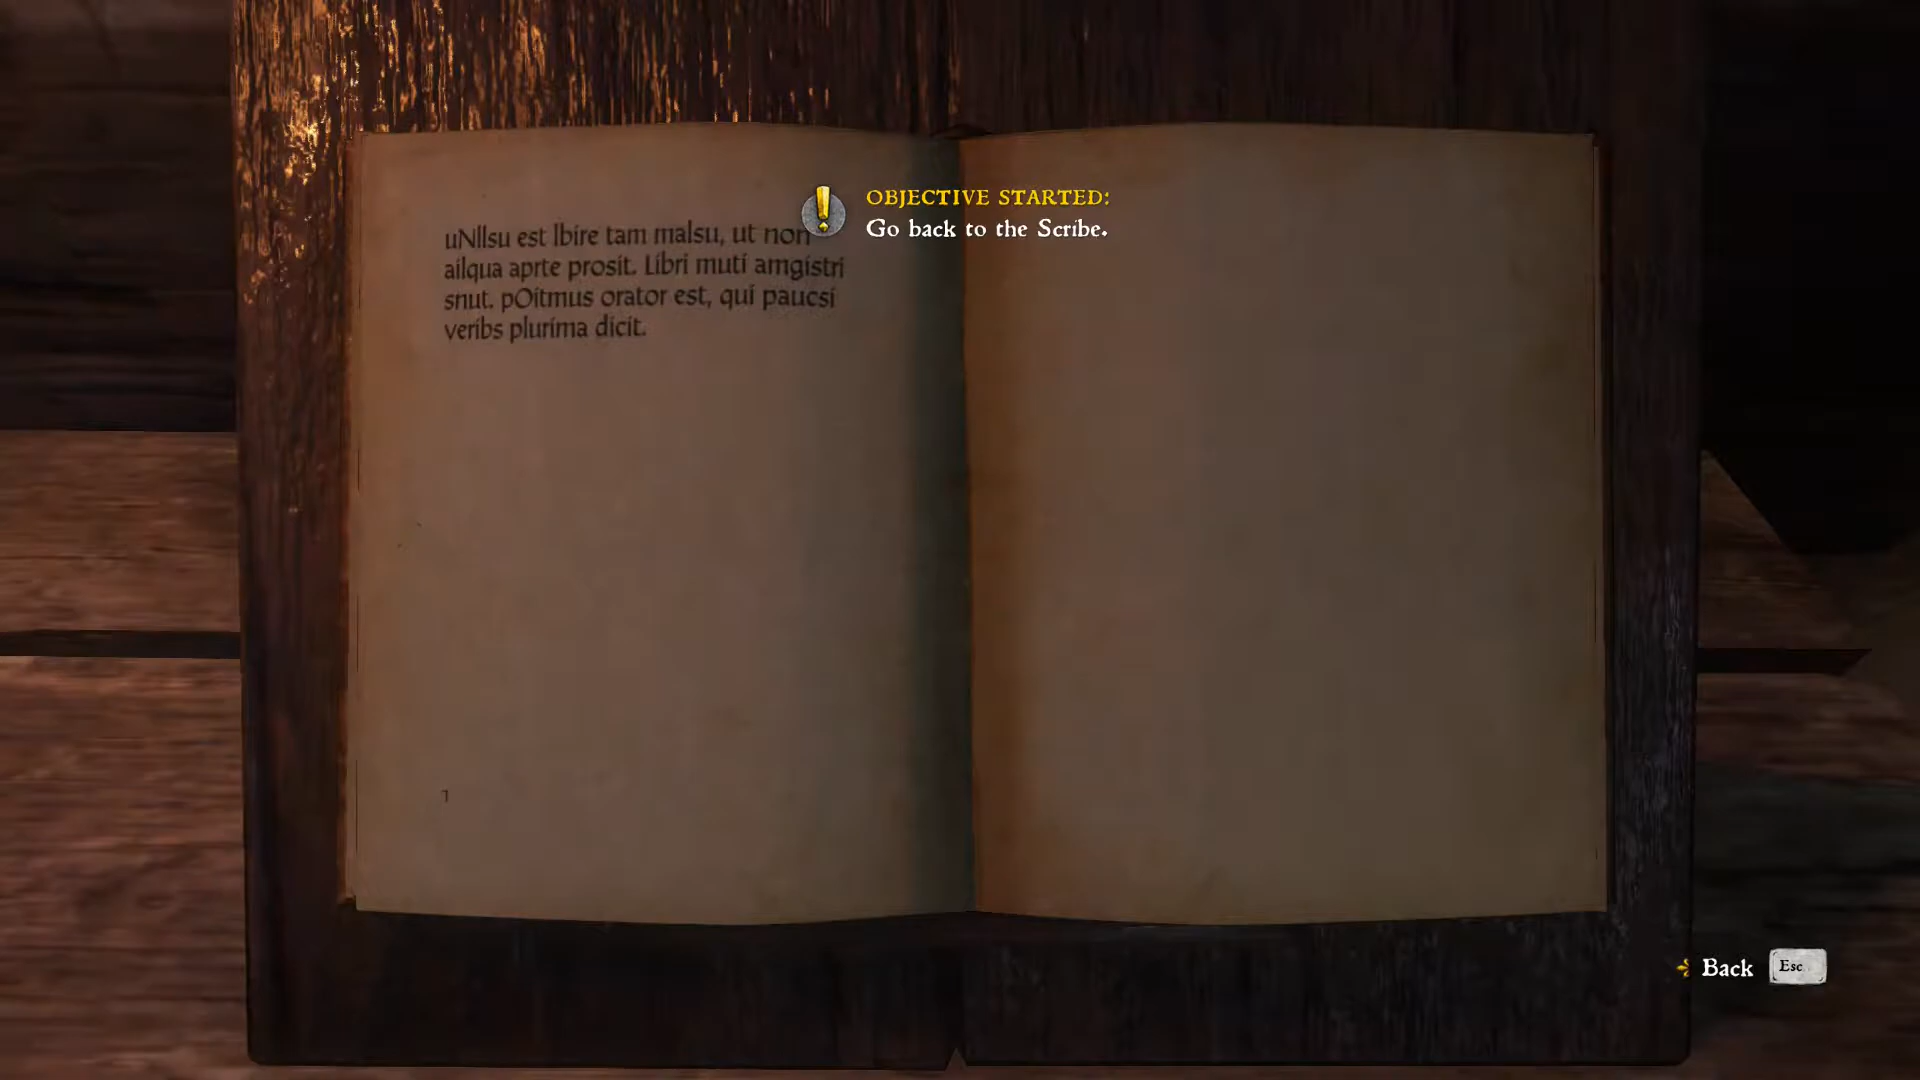 uNllsu est lbire tam malsu, ut non
ailqua aprte prosit. Libri muti amgistri
snut. pOitmus orator est, qui paucsi
veribs plurima dicit.
1
OBJECTIVE STARTED:
Go back to the Scribe.
Back Esc